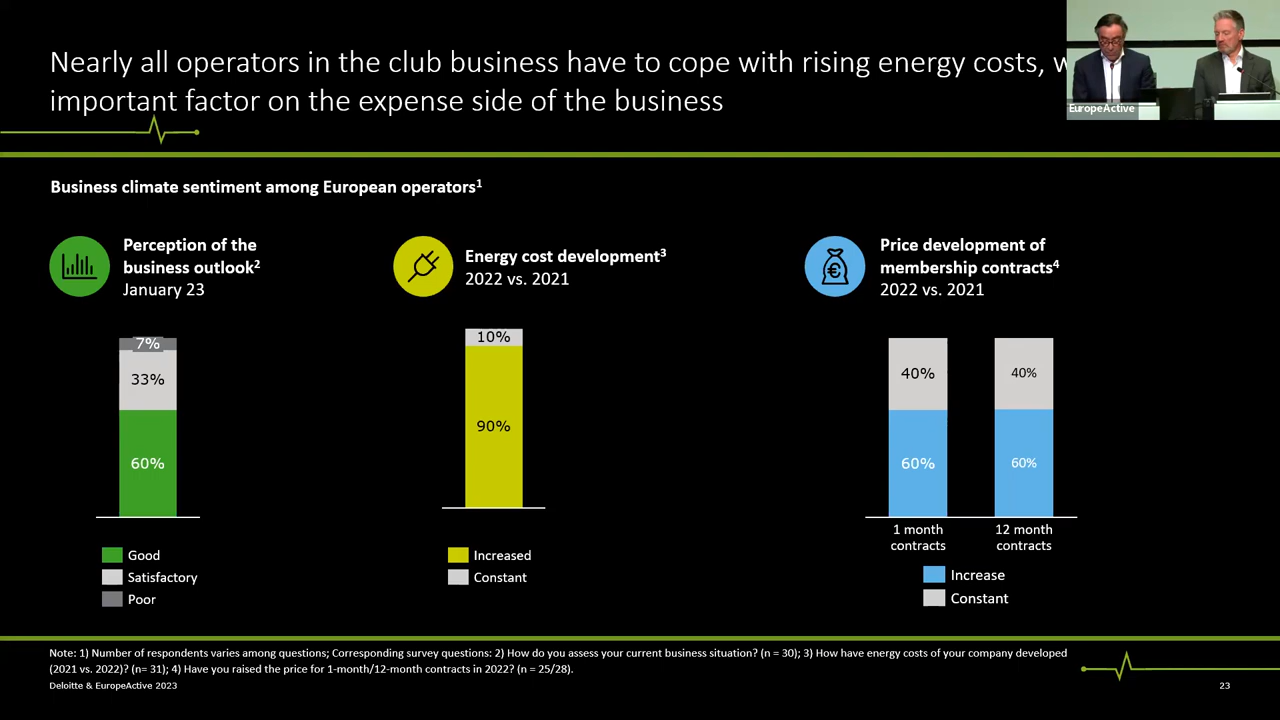 Nearly all operators in the club business have to cope with rising energy costs,
important factor on the expense side of the business
EuropeActive
Business climate sentiment among European operators1
Perception of the
business outlook2
January 23
7%
33%
60%
Good
Satisfactory
Poor
Energy cost development3
2022 vs. 2021
10%
90%
Increased
Constant
Price development of
membership contracts4
2022 vs. 2021
40%
40%
60%
60%
1 month
contracts
12 month
contracts
Increase
Constant
Note: 1) Number of respondents varies among questions; Corresponding survey questions: 2) How do you assess your current business situation? (n = 30); 3) How have energy costs of your company developed
(2021 vs. 2022)? (n= 31); 4) Have you raised the price for 1-month/12-month contracts in 2022? (n = 25/28).
Deloitte & EuropeActive 2023
23